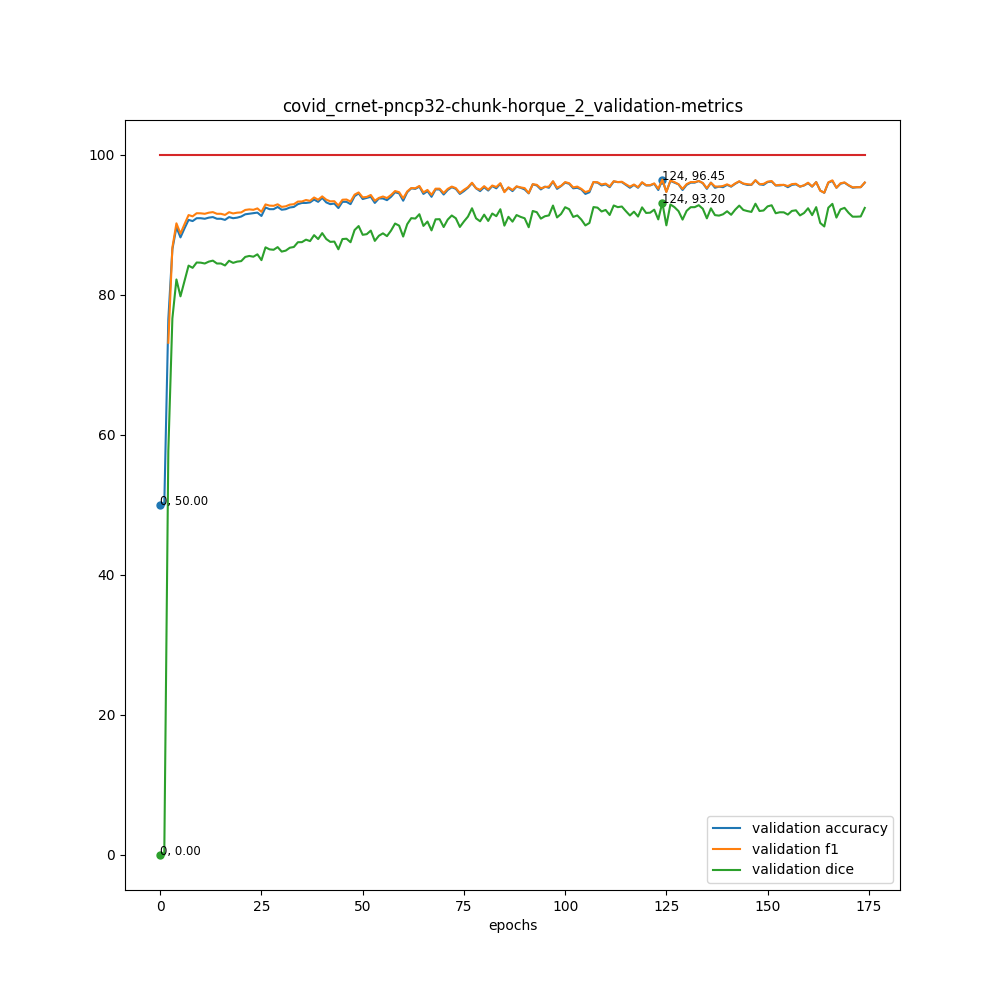 covid_crnet-pncp32-chunk-horque_2_validation-metrics
100
80
60
40
20
0
124, 96.45
124, 93.20
0, 50.00
0, 0.00
validation accuracy
validation f1
validation dice
0 25 50 75 100 125 150 175
epochs